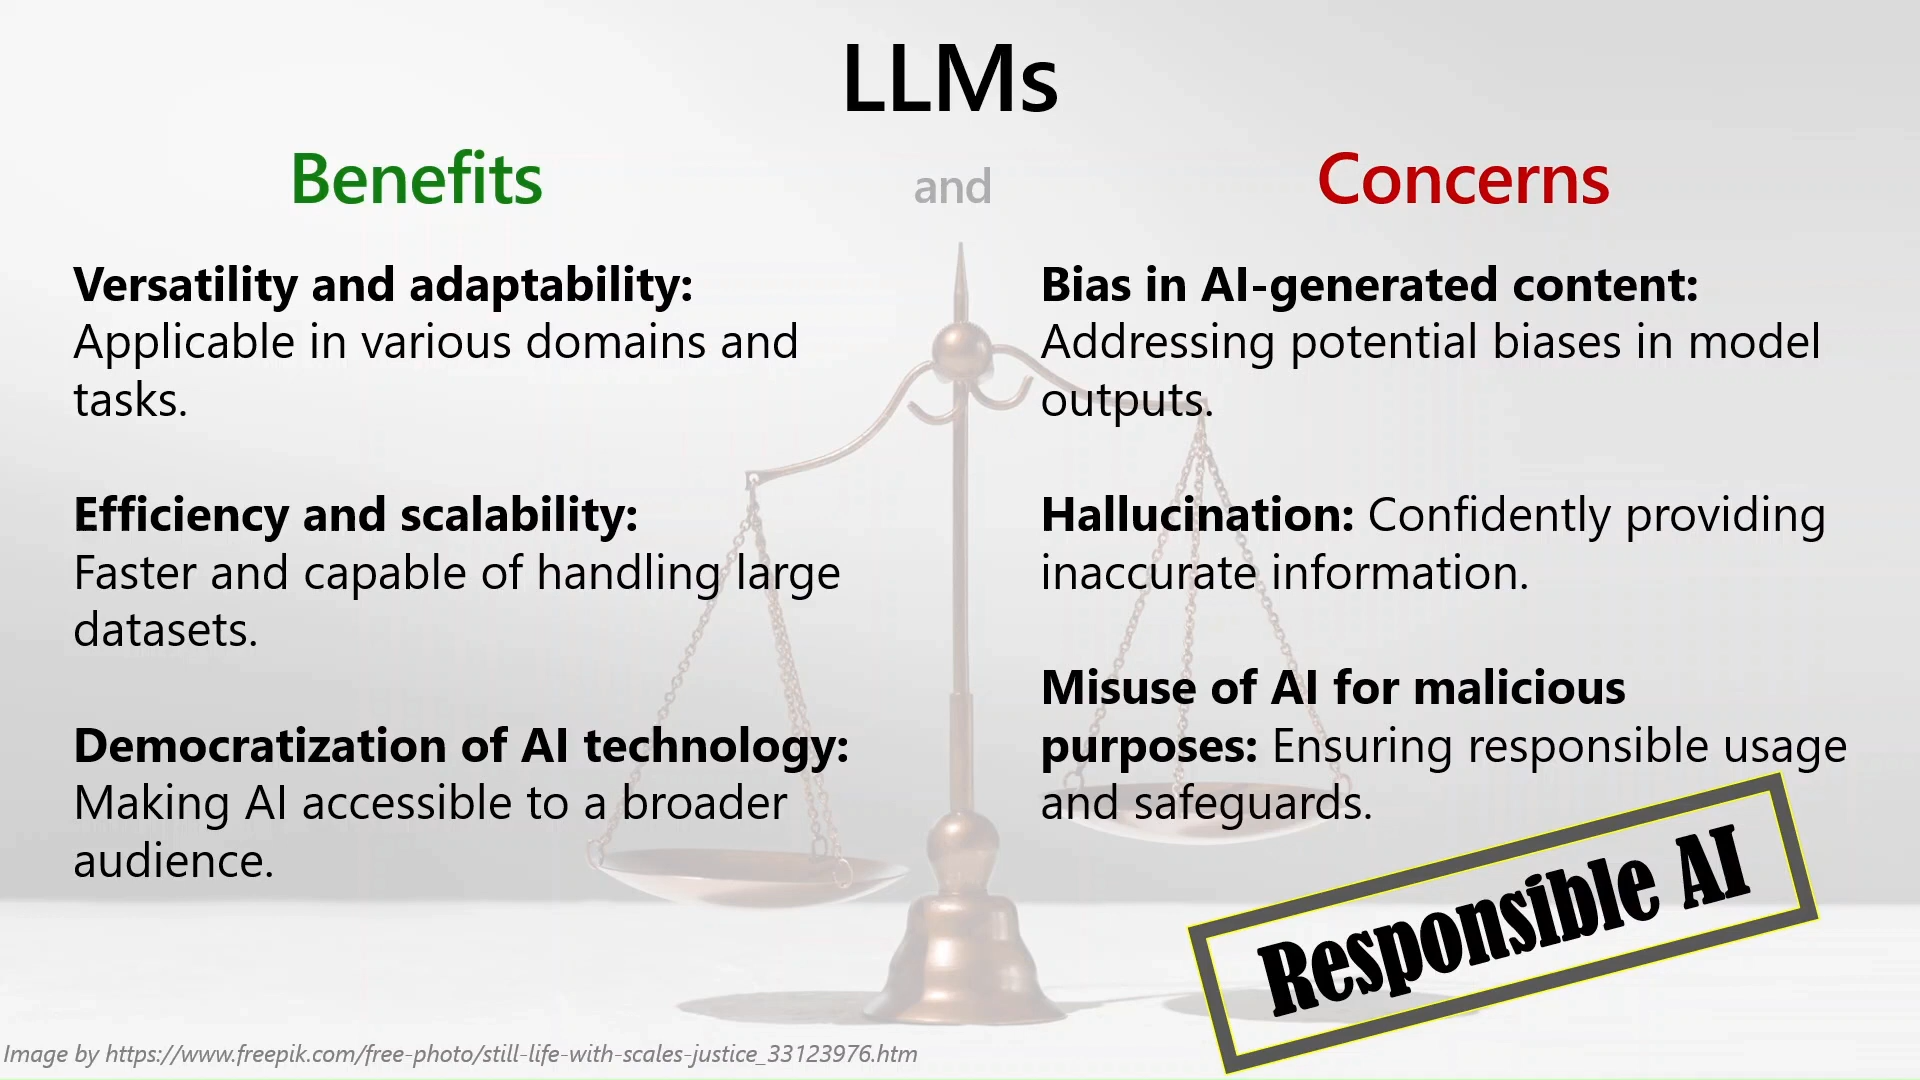 LLMs
Benefits
and
Concerns
Versatility and adaptability:
Applicable in various domains and
tasks.
Efficiency and scalability:
Faster and capable of handling large
datasets.
Democratization of AI technology:
Making AI accessible to a broader
audience.
Bias in AI-generated content:
Addressing potential biases in model
outputs.
Hallucination: Confidently providing
inaccurate information.
Misuse of AI for malicious
purposes: Ensuring responsible usage
and safeguards.
Responsible AI
Image by https://www.freepik.com/free-photo/still-life-with-scales-justice_33123976.htm